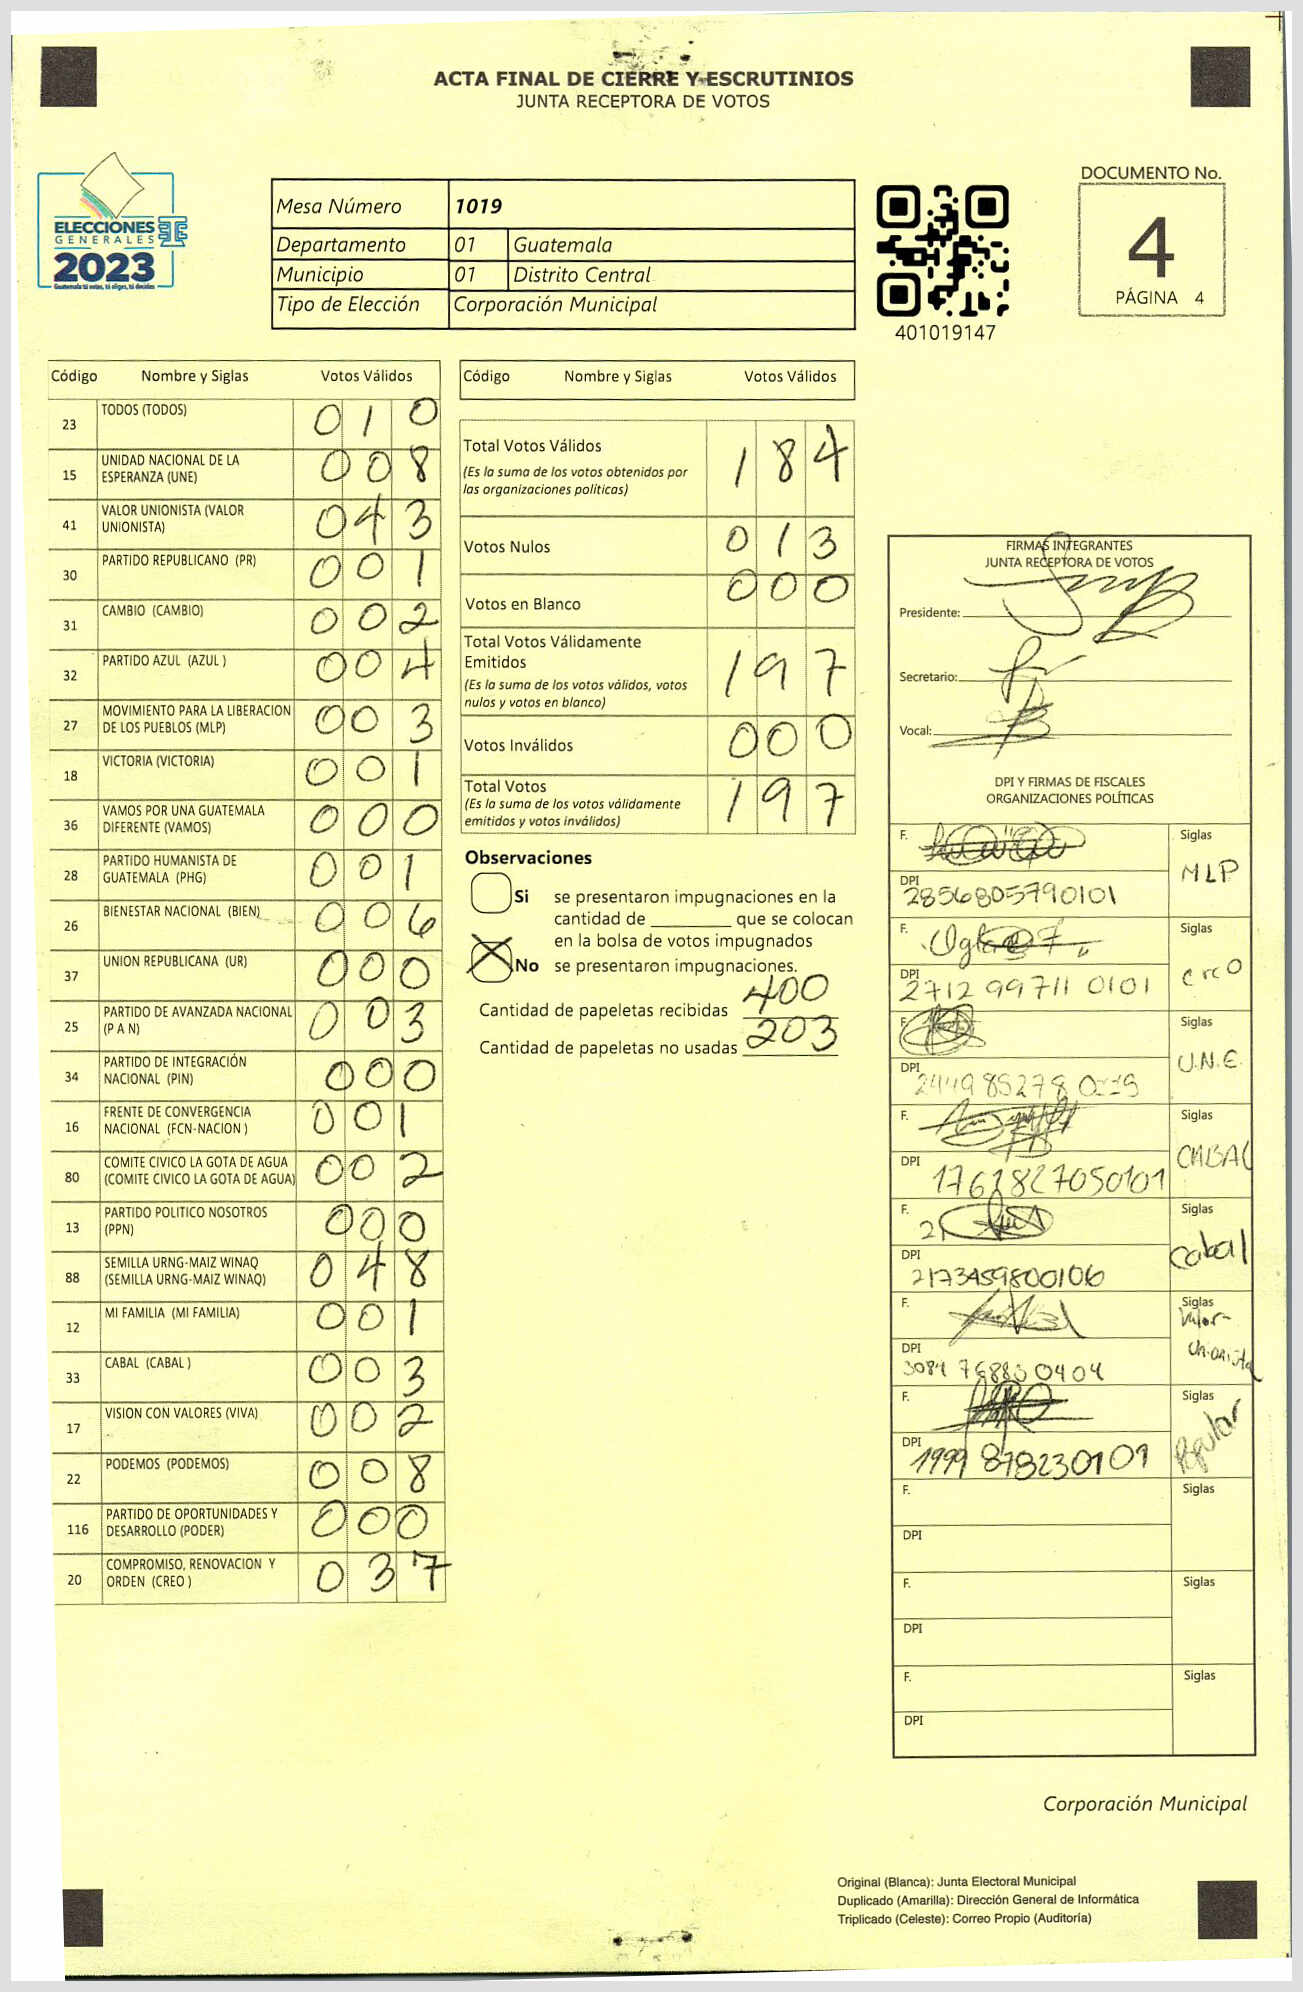 ACTA FINAL DE CIERRE Y ESCRUTINIOS
JUNTA RECEPTORA DE VOTOS
ELECCIONES
GENERALES
2023
Guatemala tú votas, tú eliges, tú decides
Mesa Número 1019
Departamento 01 Guatemala
Municipio 01 Distrito Central
Tipo de Elección Corporación Municipal
401019147
DOCUMENTO No.
4
PÁGINA 4
Código Nombre y Siglas Votos Válidos
23 TODOS (TODOS) 0 1 0
15 UNIDAD NACIONAL DE LA ESPERANZA (UNE) 0 0 8
41 VALOR UNIONISTA (VALOR UNIONISTA) 0 4 3
30 PARTIDO REPUBLICANO (PR) 0 0 1
31 CAMBIO (CAMBIO) 0 0 2
32 PARTIDO AZUL (AZUL ) 0 0 4
27 MOVIMIENTO PARA LA LIBERACION DE LOS PUEBLOS (MLP) 0 0 3
18 VICTORIA (VICTORIA) 0 0 1
36 VAMOS POR UNA GUATEMALA DIFERENTE (VAMOS) 0 0 0
28 PARTIDO HUMANISTA DE GUATEMALA (PHG) 0 0 1
26 BIENESTAR NACIONAL (BIEN) 0 0 6
37 UNION REPUBLICANA (UR) 0 0 0
25 PARTIDO DE AVANZADA NACIONAL (P A N) 0 0 3
34 PARTIDO DE INTEGRACIÓN NACIONAL (PIN) 0 0 0
16 FRENTE DE CONVERGENCIA NACIONAL (FCN-NACION ) 0 0 1
80 COMITE CIVICO LA GOTA DE AGUA (COMITE CIVICO LA GOTA DE AGUA) 0 0 2
13 PARTIDO POLITICO NOSOTROS (PPN) 0 0 0
88 SEMILLA URNG-MAIZ WINAQ (SEMILLA URNG-MAIZ WINAQ) 0 4 8
12 MI FAMILIA (MI FAMILIA) 0 0 1
33 CABAL (CABAL ) 0 0 3
17 VISION CON VALORES (VIVA) 0 0 2
22 PODEMOS (PODEMOS) 0 0 8
116 PARTIDO DE OPORTUNIDADES Y DESARROLLO (PODER) 0 0 0
20 COMPROMISO, RENOVACION Y ORDEN (CREO ) 0 3 7
Código Nombre y Siglas Votos Válidos
Total Votos Válidos 1 8 4
(Es la suma de los votos obtenidos por
las organizaciones políticas)
Votos Nulos 0 1 3
Votos en Blanco 0 0 0
Total Votos Válidamente
Emitidos 1 9 7
(Es la suma de los votos válidos, votos
nulos y votos en blanco)
Votos Inválidos 0 0 0
Total Votos 1 9 7
(Es la suma de los votos válidamente
emitidos y votos inválidos)
Observaciones
Si se presentaron impugnaciones en la
cantidad de ________ que se colocan
en la bolsa de votos impugnados
No se presentaron impugnaciones.
Cantidad de papeletas recibidas 400
Cantidad de papeletas no usadas 203
FIRMAS INTEGRANTES
JUNTA RECEPTORA DE VOTOS
Presidente:
Secretario:
Vocal:
DPI Y FIRMAS DE FISCALES
ORGANIZACIONES POLÍTICAS
F. Siglas
MLP
DPI
2856805790101
F. Siglas
creo
DPI
2712 99711 0101
F. Siglas
U.N.E.
DPI
F. Siglas
CABAL
DPI
F. Siglas
Cabal
DPI
2173459800106
F. Siglas
Valor-
Unionista
DPI
F. Siglas
Popular
DPI
1999 878230101
F. Siglas
DPI
F. Siglas
DPI
F. Siglas
DPI
Corporación Municipal
Original (Blanca): Junta Electoral Municipal
Duplicado (Amarilla): Dirección General de Informática
Triplicado (Celeste): Correo Propio (Auditoría)